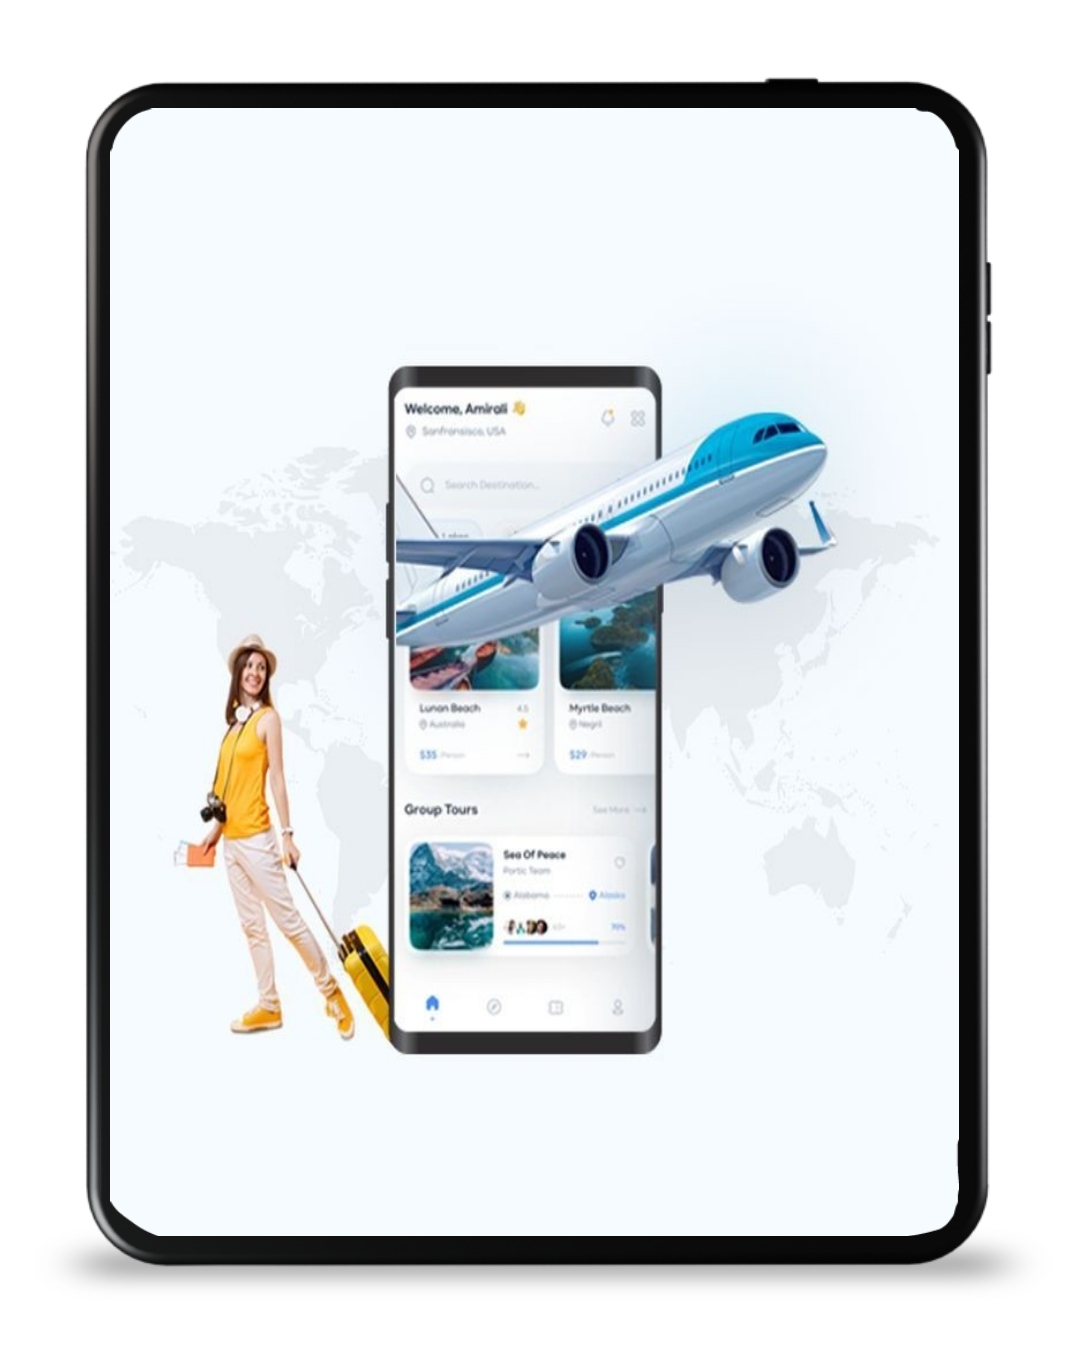 Welcome, Amirali 👋
Sanfransisco, USA
Search Destination...
Lunan Beach
4.5
Australia
$35 /Person
Myrtle Beach
Negril
$29 /Person
Group Tours
See More
Sea Of Peace
Portic Team
Alabama
Alaska
70%